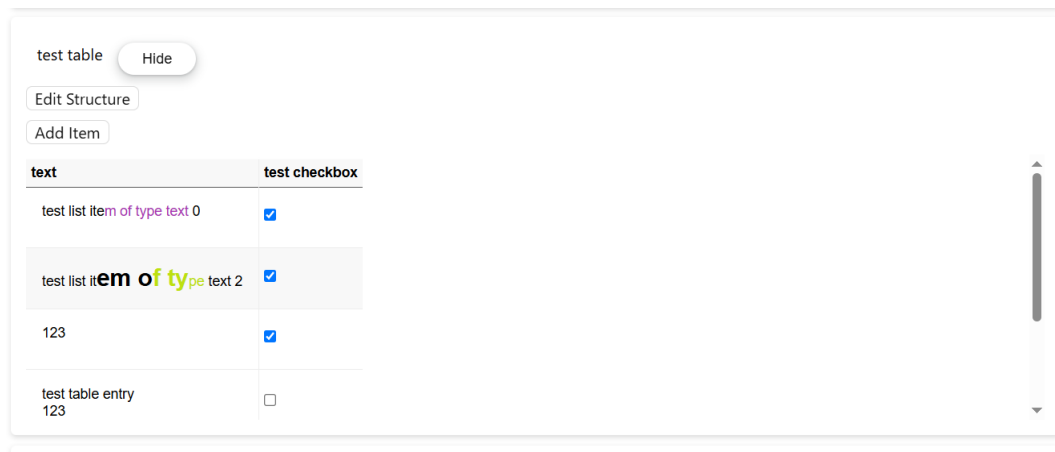 test table Hide
Edit Structure
Add Item
text test checkbox
test list item of type text 0
test list item of type text 2
123
test table entry
123